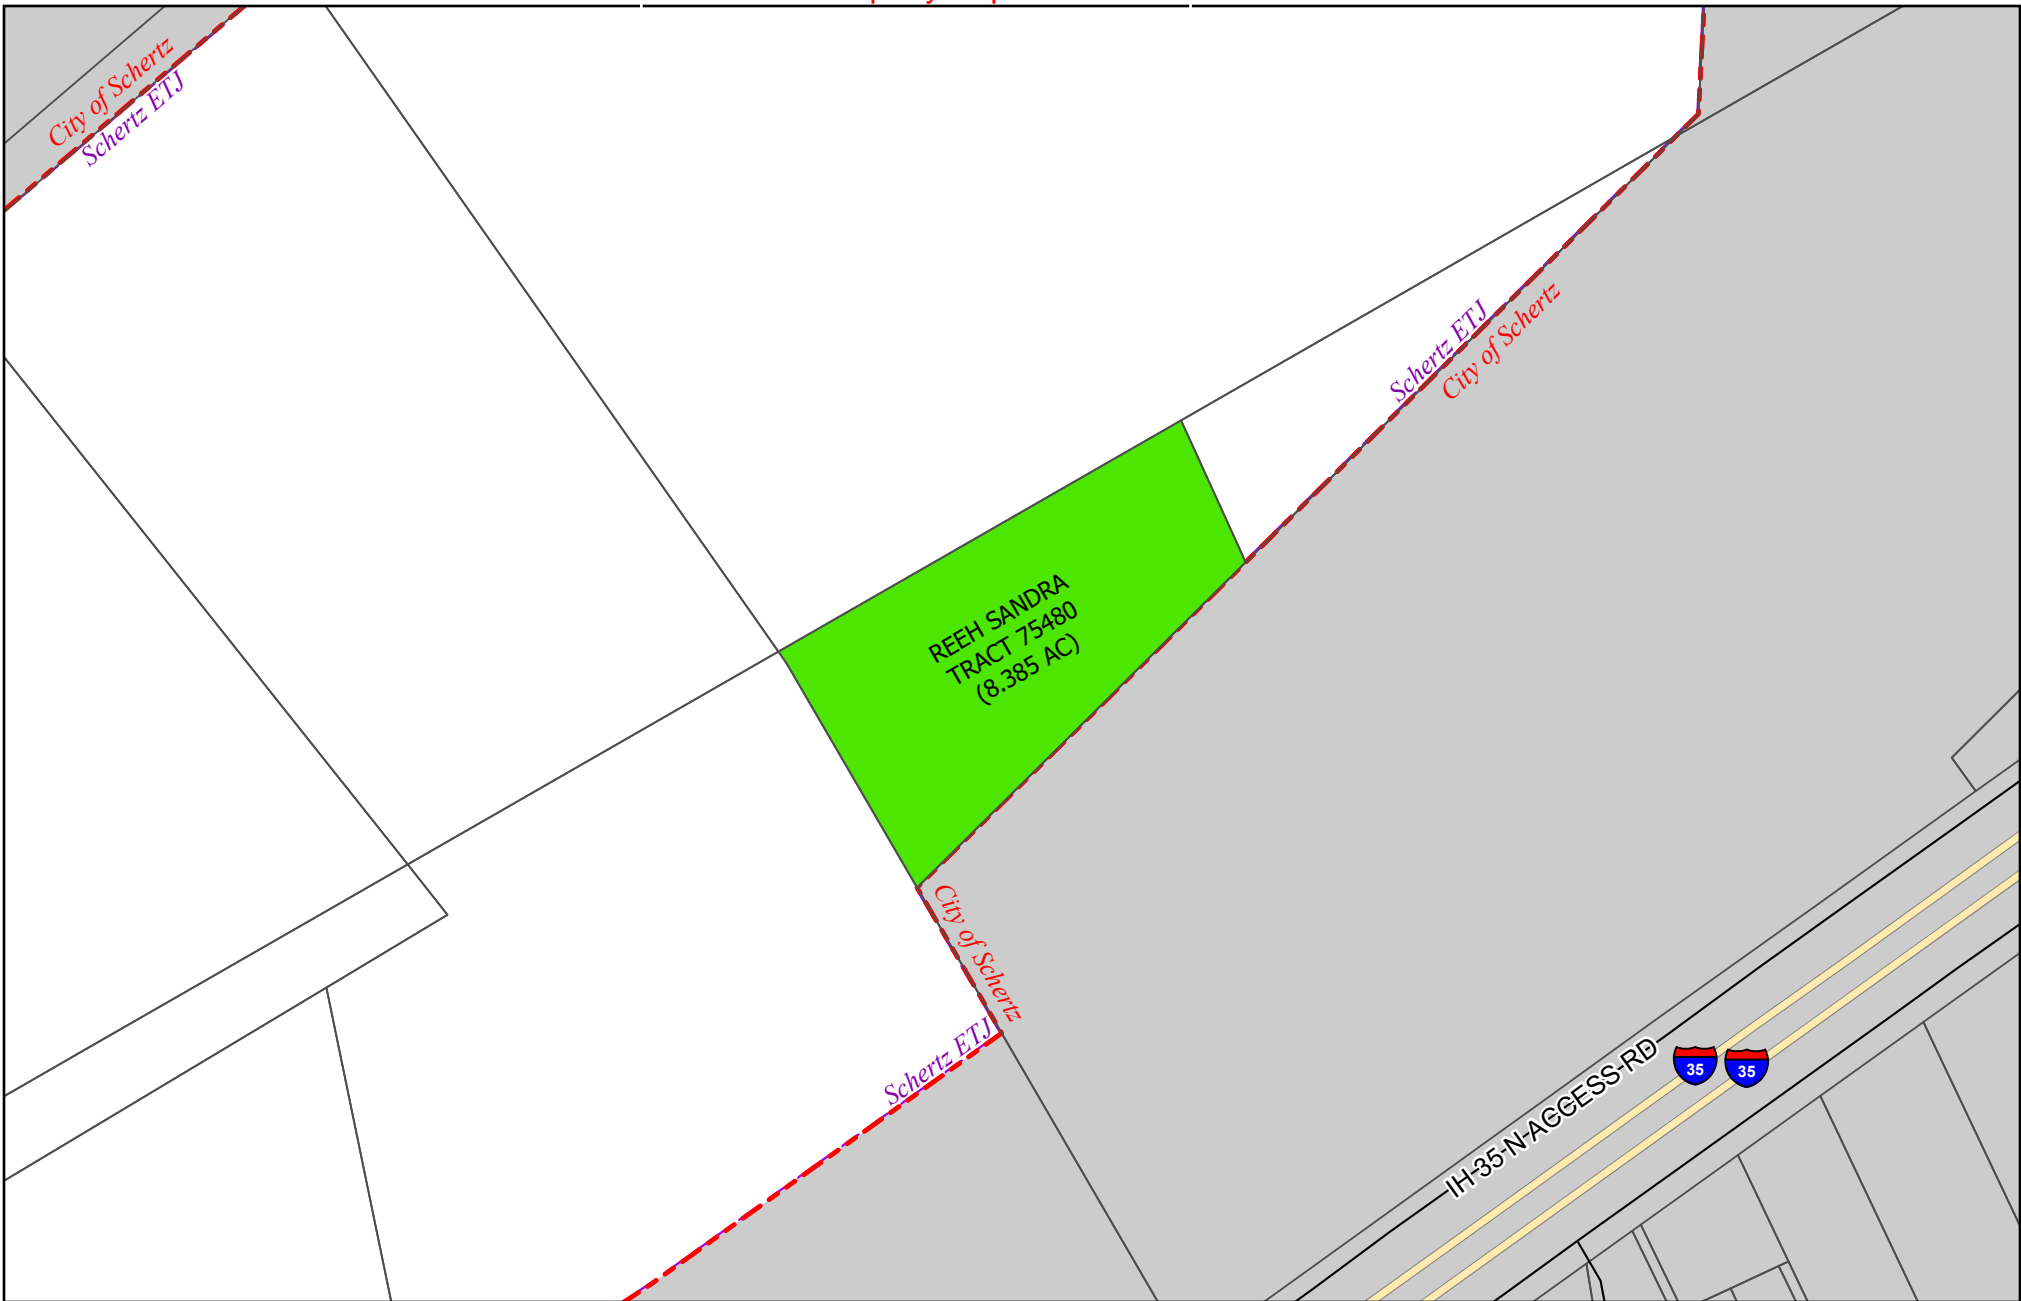 City of Schertz
Schertz ETJ
Schertz ETJ
City of Schertz
REEH SANDRA
TRACT 75480
(8.385 AC)
City of Schertz
Schertz ETJ
IH-35-N-ACCESS-RD
35
35